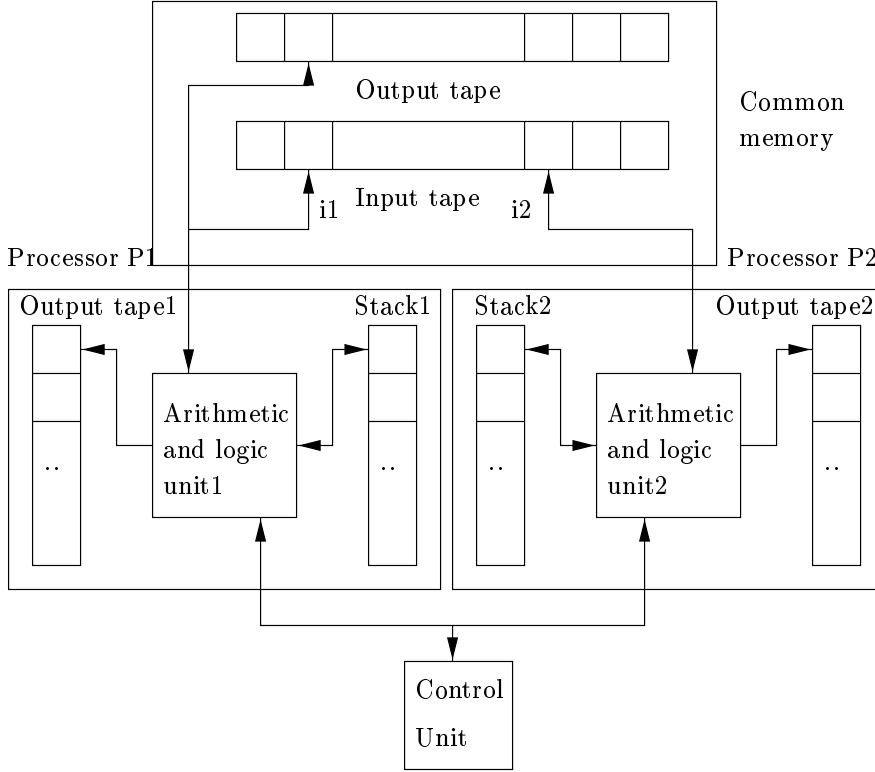 Output tape
Common
memory
Input tape
i1
i2
Processor P1
Processor P2
Output tape1
Stack1
Stack2
Output tape2
Arithmetic
and logic
unit1
Arithmetic
and logic
unit2
..
..
..
..
Control
Unit